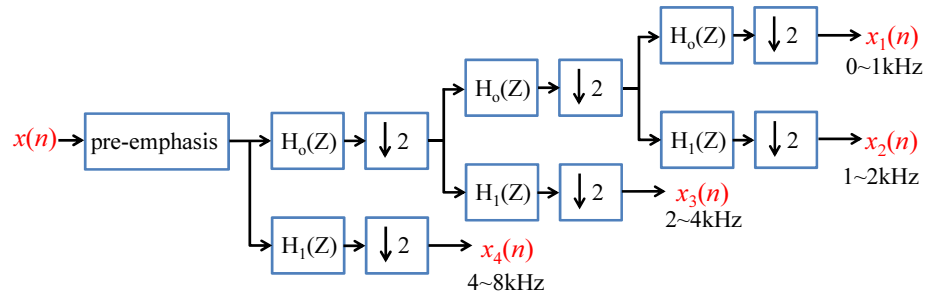 Hₒ(Z)
2
x₁(n)
0~1kHz
Hₒ(Z)
2
x(n)
pre-emphasis
Hₒ(Z)
2
H₁(Z)
2
x₂(n)
1~2kHz
H₁(Z)
2
x₃(n)
2~4kHz
H₁(Z)
2
x₄(n)
4~8kHz